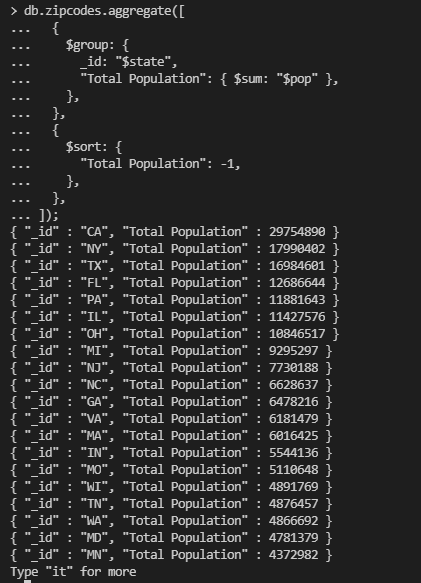 > db.zipcodes.aggregate([
...   {
...     $group: {
...       _id: "$state",
...       "Total Population": { $sum: "$pop" },
...     },
...   },
...   {
...     $sort: {
...       "Total Population": -1,
...     },
...   },
... ]);
{ "_id" : "CA", "Total Population" : 29754890 }
{ "_id" : "NY", "Total Population" : 17990402 }
{ "_id" : "TX", "Total Population" : 16984601 }
{ "_id" : "FL", "Total Population" : 12686644 }
{ "_id" : "PA", "Total Population" : 11881643 }
{ "_id" : "IL", "Total Population" : 11427576 }
{ "_id" : "OH", "Total Population" : 10846517 }
{ "_id" : "MI", "Total Population" : 9295297 }
{ "_id" : "NJ", "Total Population" : 7730188 }
{ "_id" : "NC", "Total Population" : 6628637 }
{ "_id" : "GA", "Total Population" : 6478216 }
{ "_id" : "VA", "Total Population" : 6181479 }
{ "_id" : "MA", "Total Population" : 6016425 }
{ "_id" : "IN", "Total Population" : 5544136 }
{ "_id" : "MO", "Total Population" : 5110648 }
{ "_id" : "WI", "Total Population" : 4891769 }
{ "_id" : "TN", "Total Population" : 4876457 }
{ "_id" : "WA", "Total Population" : 4866692 }
{ "_id" : "MD", "Total Population" : 4781379 }
{ "_id" : "MN", "Total Population" : 4372982 }
Type "it" for more